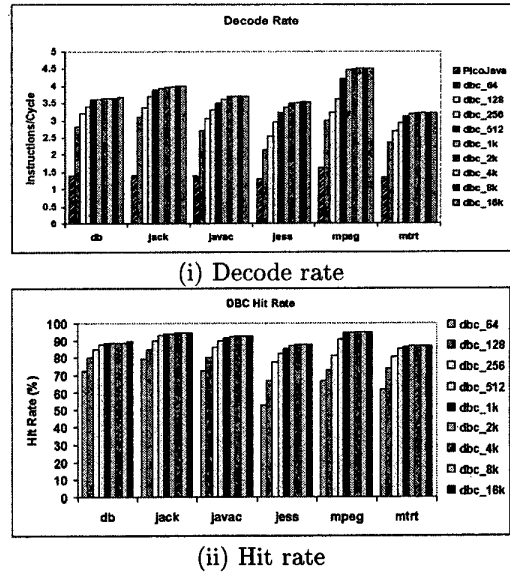 Decode Rate
Instructions/Cycle
5
4.5
4
3.5
3
2.5
2
1.5
1
0.5
0
db jack javac jess mpeg mtrt
PicoJava
dbc_64
dbc_128
dbc_256
dbc_512
dbc_1k
dbc_2k
dbc_4k
dbc_8k
dbc_16k
(i) Decode rate
DBC Hit Rate
Hit Rate (%)
100
90
80
70
60
50
40
30
20
10
0
db jack javac jess mpeg mtrt
dbc_64
dbc_128
dbc_256
dbc_512
dbc_1k
dbc_2k
dbc_4k
dbc_8k
dbc_16k
(ii) Hit rate